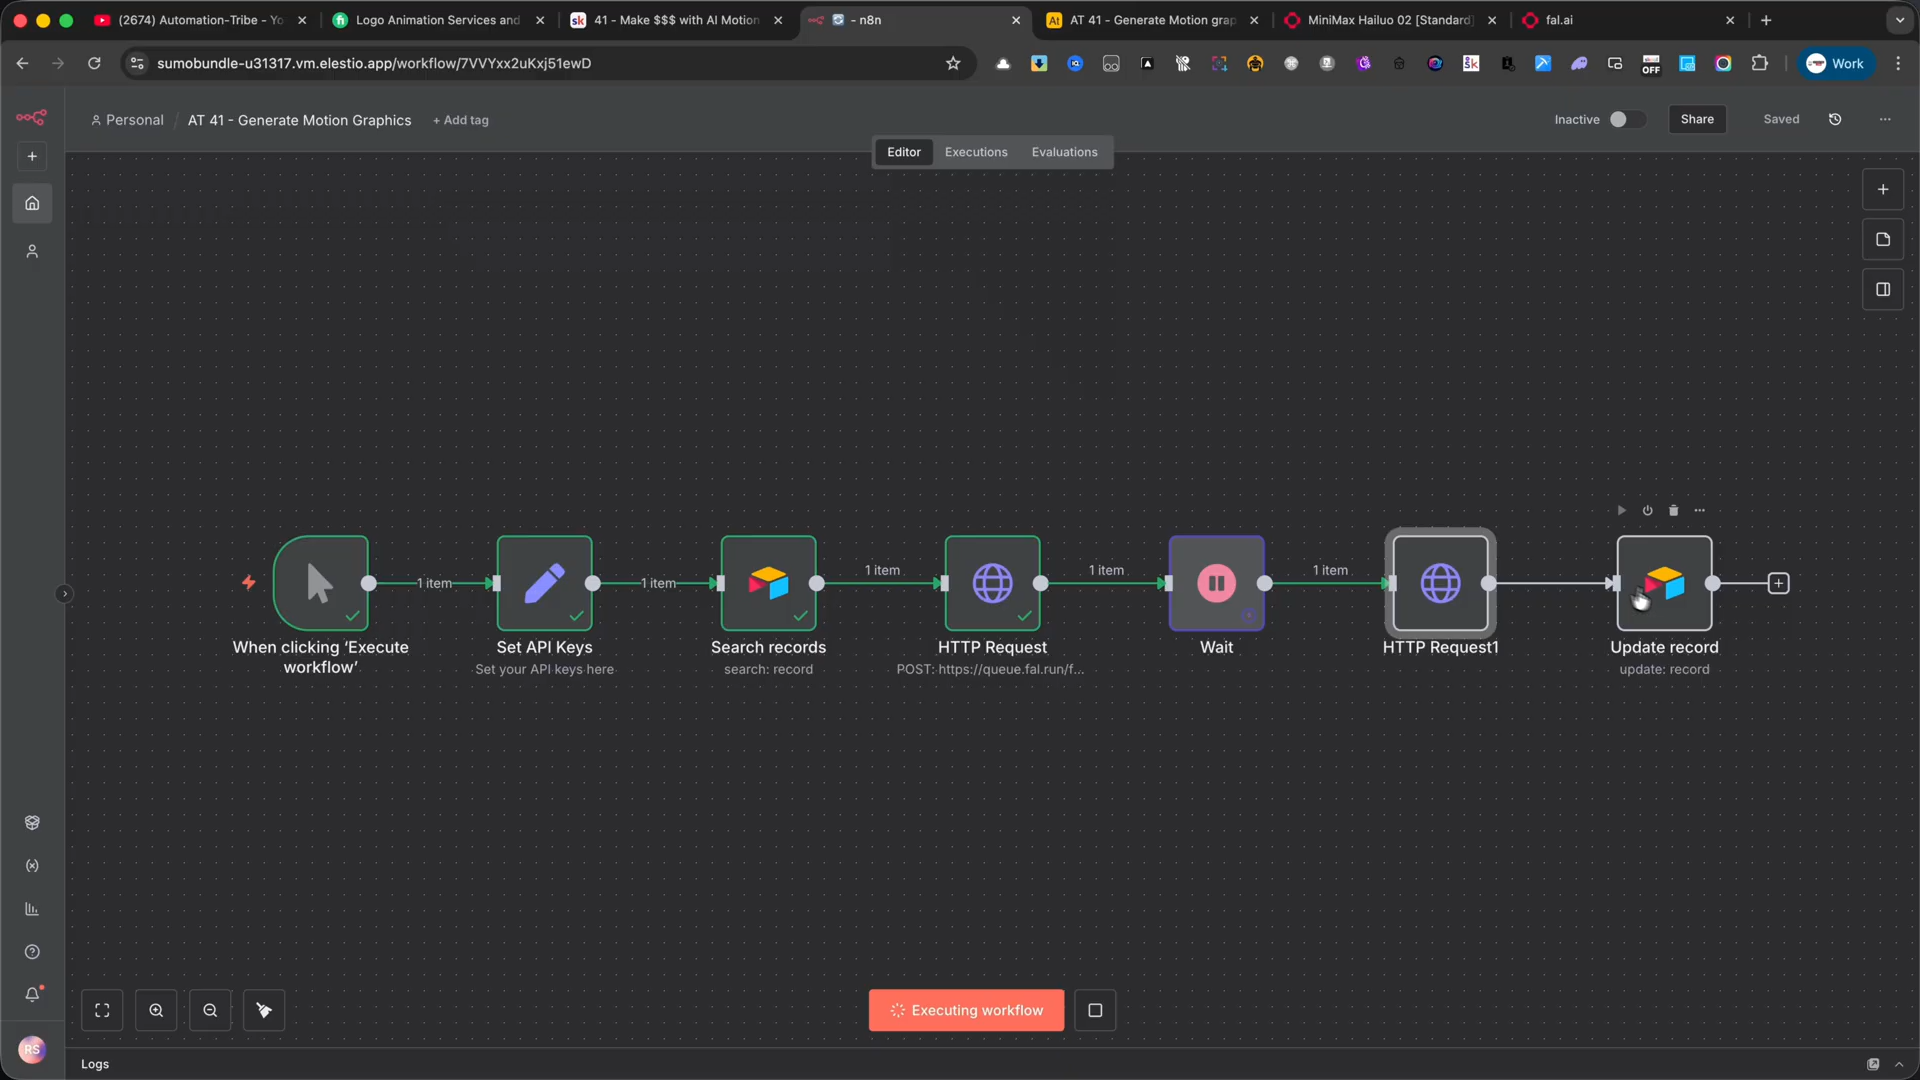 (2674) Automation-Tribe - Yo
Logo Animation Services and
41 - Make $$$ with AI Motion
- n8n
AT 41 - Generate Motion grap
MiniMax Hailuo 02 [Standard]
fal.ai
sumobundle-u31317.vm.elestio.app/workflow/7VVYxx2uKxj51ewD
OFF
Work
Personal / AT 41 - Generate Motion Graphics + Add tag
Inactive
Share
Saved
Editor
Executions
Evaluations
1 item
1 item
1 item
1 item
1 item
When clicking ‘Execute
workflow’
Set API Keys
Set your API keys here
Search records
search: record
HTTP Request
POST: https://queue.fal.run/f...
Wait
HTTP Request1
Update record
update: record
Executing workflow
RS
Logs